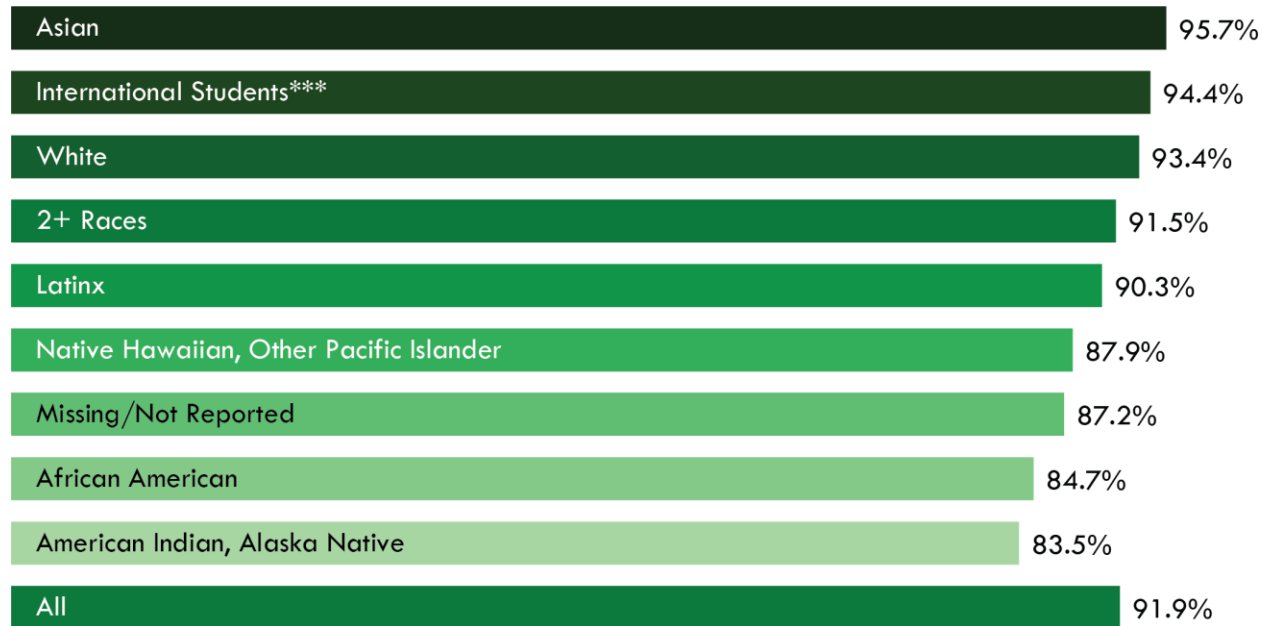 Asian 95.7%
International Students*** 94.4%
White 93.4%
2+ Races 91.5%
Latinx 90.3%
Native Hawaiian, Other Pacific Islander 87.9%
Missing/Not Reported 87.2%
African American 84.7%
American Indian, Alaska Native 83.5%
All 91.9%